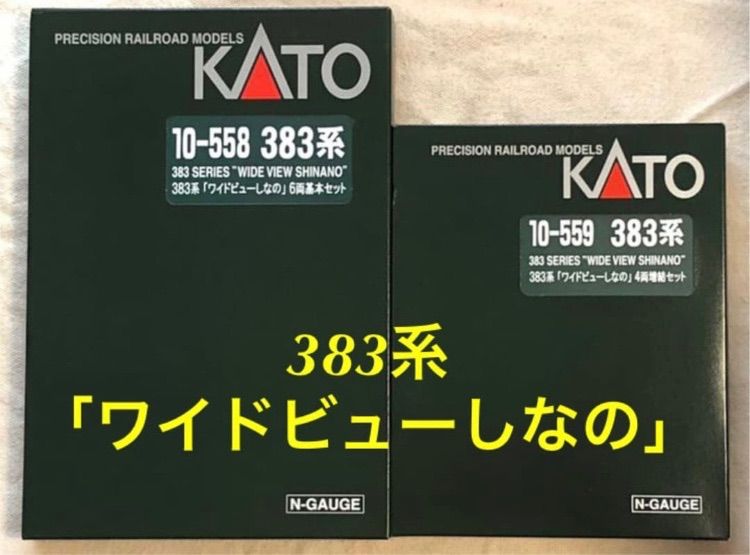 PRECISION RAILROAD MODELS
KATO
10-558 383系
383 SERIES "WIDE VIEW SHINANO"
383系「ワイドビューしなの」6両基本セット
N-GAUGE
PRECISION RAILROAD MODELS
KATO
10-559 383系
383 SERIES "WIDE VIEW SHINANO"
383系「ワイドビューしなの」4両増結セット
N-GAUGE
383系
「ワイドビューしなの」